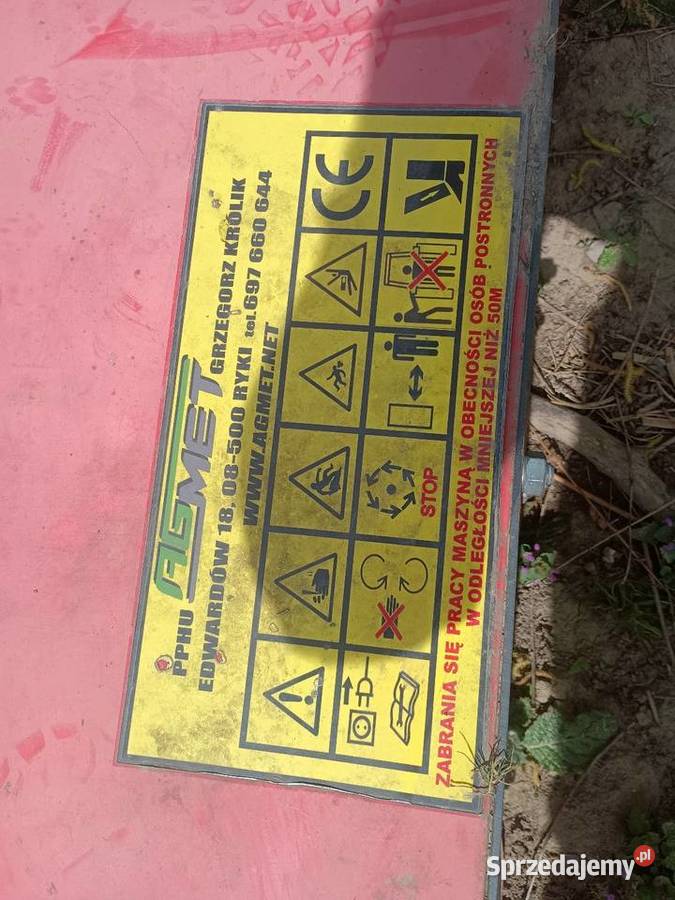 PPHU AGMET GRZEGORZ KRÓLIK
EDWARDÓW 18, 08-500 RYKI tel.697 660 644
WWW.AGMET.NET
CE
STOP
ZABRANIA SIĘ PRACY MASZYNĄ W OBECNOŚCI OSÓB POSTRONNYCH
W ODLEGŁOŚCI MNIEJSZEJ NIŻ 50M
Sprzedajemy.pl